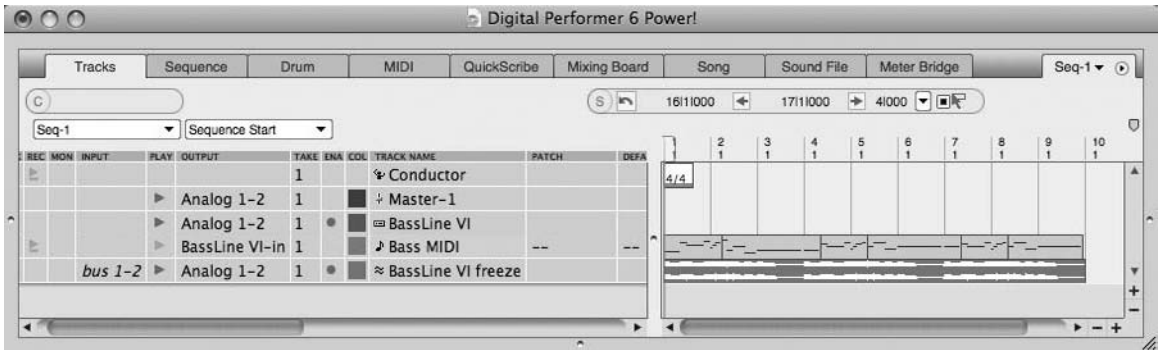 Digital Performer 6 Power!
Tracks Sequence Drum MIDI QuickScribe Mixing Board Song Sound File Meter Bridge Seq-1
C S 16|1|000 17|1|000 4|000
Seq-1 Sequence Start
1 2 3 4 5 6 7 8 9 10
1 1 1 1 1 1 1 1 1 1
REC MON INPUT PLAY OUTPUT TAKE ENA COL TRACK NAME PATCH DEFA
1 Conductor 4/4
Analog 1-2 1 Master-1
Analog 1-2 1 BassLine VI
BassLine VI-in 1 Bass MIDI -- --
bus 1-2 Analog 1-2 1 BassLine VI freeze